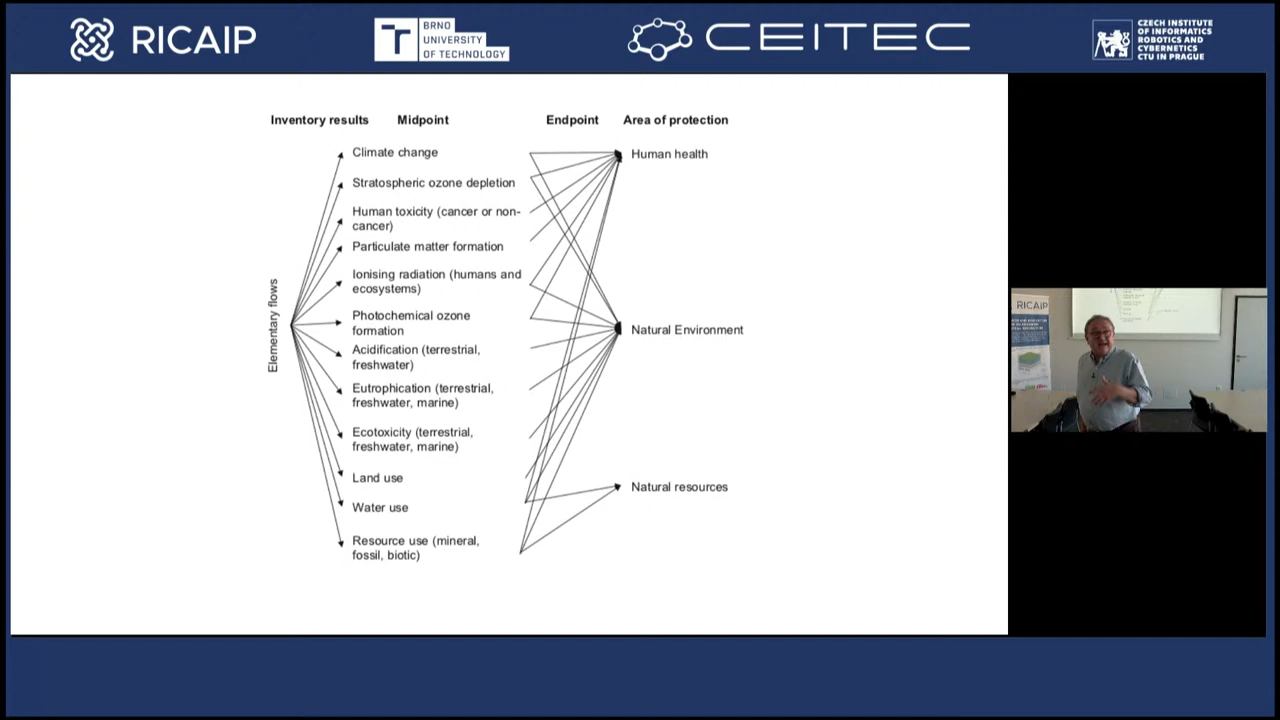 RICAIP
BRNO
UNIVERSITY
OF TECHNOLOGY
CEITEC
CZECH INSTITUTE
OF INFORMATICS
ROBOTICS AND
CYBERNETICS
CTU IN PRAGUE
Inventory results Midpoint Endpoint Area of protection
Climate change
Human health
Stratospheric ozone depletion
Human toxicity (cancer or non-
cancer)
Particulate matter formation
Ionising radiation (humans and
ecosystems)
Elementary flows
Photochemical ozone
formation
Natural Environment
Acidification (terrestrial,
freshwater)
Eutrophication (terrestrial,
freshwater, marine)
Ecotoxicity (terrestrial,
freshwater, marine)
Land use
Natural resources
Water use
Resource use (mineral,
fossil, biotic)
RICAIP